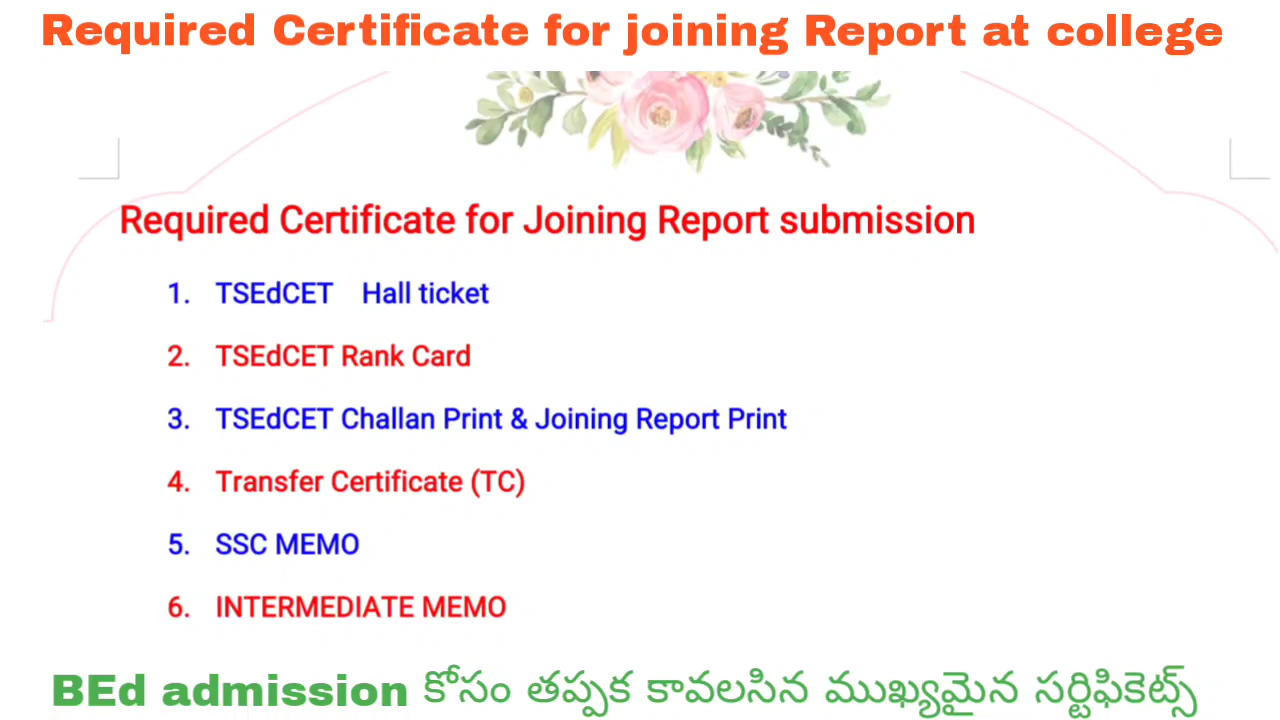 Required Certificate for joining Report at college
Required Certificate for Joining Report submission
1. TSEdCET Hall ticket
2. TSEdCET Rank Card
3. TSEdCET Challan Print & Joining Report Print
4. Transfer Certificate (TC)
5. SSC MEMO
6. INTERMEDIATE MEMO
BEd admission కోసం తప్పక కావలసిన ముఖ్యమైన సర్టిఫికెట్స్